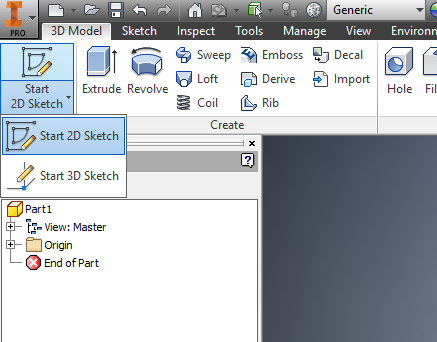 I
PRO
Generic
3D Model Sketch Inspect Tools Manage View Environ
Start
2D Sketch
Extrude
Revolve
Sweep
Loft
Coil
Emboss
Derive
Rib
Decal
Import
Create
Hole
Fil
Start 2D Sketch
Start 3D Sketch
?
Part1
View: Master
Origin
End of Part